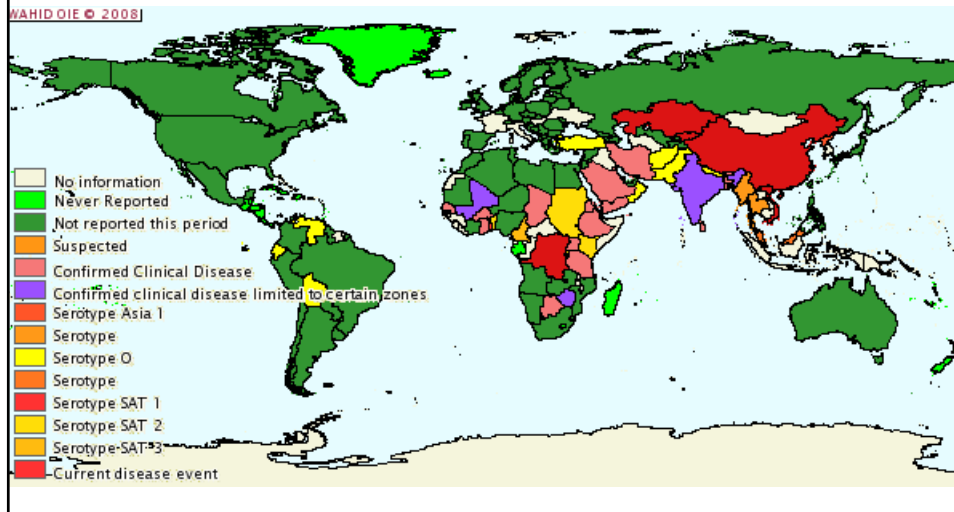 WAHID OIE © 2008
No information
Never Reported
Not reported this period
Suspected
Confirmed Clinical Disease
Confirmed clinical disease limited to certain zones
Serotype Asia 1
Serotype
Serotype O
Serotype
Serotype SAT 1
Serotype SAT 2
Serotype SAT 3
Current disease event